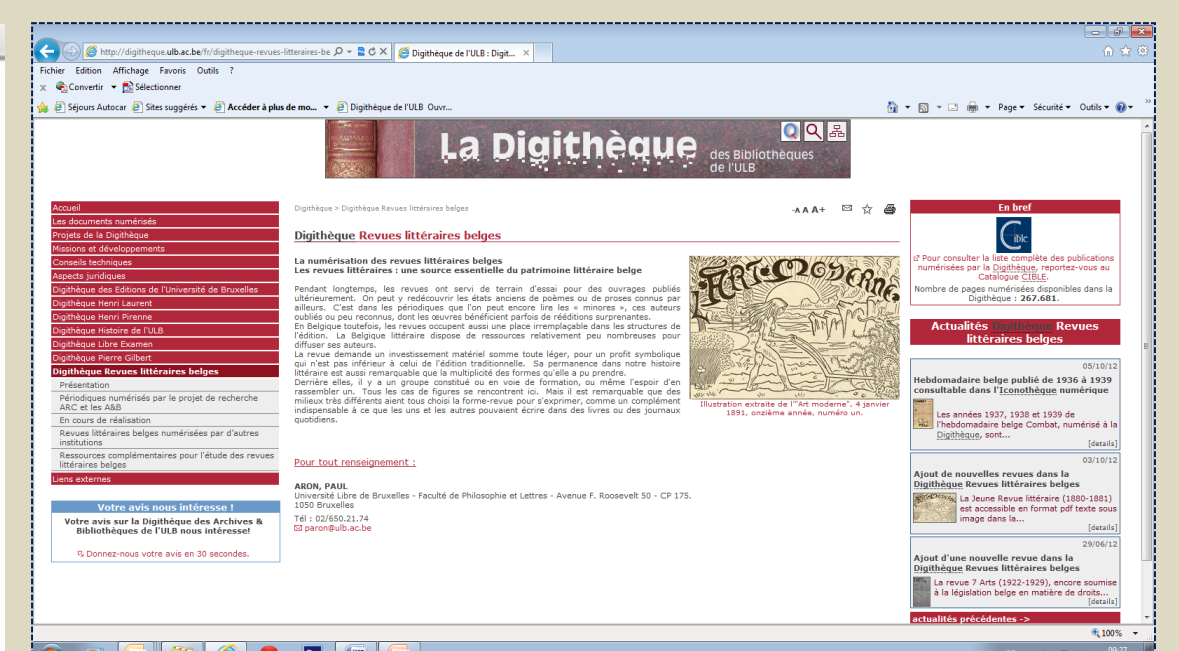 http://digitheque.ulb.ac.be/fr/digitheque-revues-litteraires-be
Digithèque de l'ULB : Digit...
Fichier Edition Affichage Favoris Outils ?
x Convertir Sélectionner
Séjours Autocar Sites suggérés Accéder à plus de mo... Digithèque de l'ULB Ouvr...
Page Sécurité Outils
La Digithèque
des Bibliothèques
de l'ULB
Accueil
Les documents numérisés
Projets de la Digithèque
Missions et développements
Conseils techniques
Aspects juridiques
Digithèque des Editions de l'Université de Bruxelles
Digithèque Henri Laurent
Digithèque Henri Pirenne
Digithèque Histoire de l'ULB
Digithèque Libre Examen
Digithèque Pierre Gilbert
Digithèque Revues littéraires belges
Présentation
Périodiques numérisés par le projet de recherche
ARC et les A&B
En cours de réalisation
Revues littéraires belges numérisées par d'autres
institutions
Ressources complémentaires pour l'étude des revues
littéraires belges
Liens externes
Votre avis nous intéresse !
Votre avis sur la Digithèque des Archives &
Bibliothèques de l'ULB nous intéresse!
Donnez-nous votre avis en 30 secondes.
Digithèque > Digithèque Revues littéraires belges
-A A A+
Digithèque Revues littéraires belges
La numérisation des revues littéraires belges
Les revues littéraires : une source essentielle du patrimoine littéraire belge
Pendant longtemps, les revues ont servi de terrain d'essai pour des ouvrages publiés
ultérieurement. On peut y redécouvrir les états anciens de poèmes ou de proses connus par
ailleurs. C'est dans les périodiques que l'on peut encore lire les « minores », ces auteurs
oubliés ou peu reconnus, dont les œuvres bénéficient parfois de rééditions surprenantes.
En Belgique toutefois, les revues occupent aussi une place irremplaçable dans les structures de
l'édition. La Belgique littéraire dispose de ressources relativement peu nombreuses pour
diffuser ses auteurs.
La revue demande un investissement matériel somme toute léger, pour un profit symbolique
qui n'est pas inférieur à celui de l'édition traditionnelle. Sa permanence dans notre histoire
littéraire est aussi remarquable que la multiplicité des formes qu'elle a pu prendre.
Derrière elles, il y a un groupe constitué ou en voie de formation, ou même l'espoir d'en
rassembler un. Tous les cas de figures se rencontrent ici. Mais il est remarquable que des
milieux très différents aient tous choisi la forme-revue pour s'exprimer, comme un complément
indispensable à ce que les uns et les autres pouvaient écrire dans des livres ou des journaux
quotidiens.
L'ART MODERNE
Illustration extraite de l'"Art moderne". 4 janvier
1891, onzième année, numéro un.
Pour tout renseignement :
ARON, PAUL
Université Libre de Bruxelles - Faculté de Philosophie et Lettres - Avenue F. Roosevelt 50 - CP 175.
1050 Bruxelles
Tél : 02/650.21.74
paron@ulb.ac.be
En bref
Cible
Pour consulter la liste complète des publications
numérisées par la Digithèque, reportez-vous au
Catalogue CIBLE.
Nombre de pages numérisées disponibles dans la
Digithèque : 267.681.
Actualités Digithèque Revues
littéraires belges
05/10/12
Hebdomadaire belge publié de 1936 à 1939
consultable dans l'Iconothèque numérique
Les années 1937, 1938 et 1939 de
l'hebdomadaire belge Combat, numérisé à la
Digithèque, sont...
[details]
03/10/12
Ajout de nouvelles revues dans la
Digithèque Revues littéraires belges
La Jeune Revue littéraire (1880-1881)
est accessible en format pdf texte sous
image dans la...
[details]
29/06/12
Ajout d'une nouvelle revue dans la
Digithèque Revues littéraires belges
La revue 7 Arts (1922-1929), encore soumise
à la législation belge en matière de droits...
[details]
actualités précédentes ->
100%
09:27